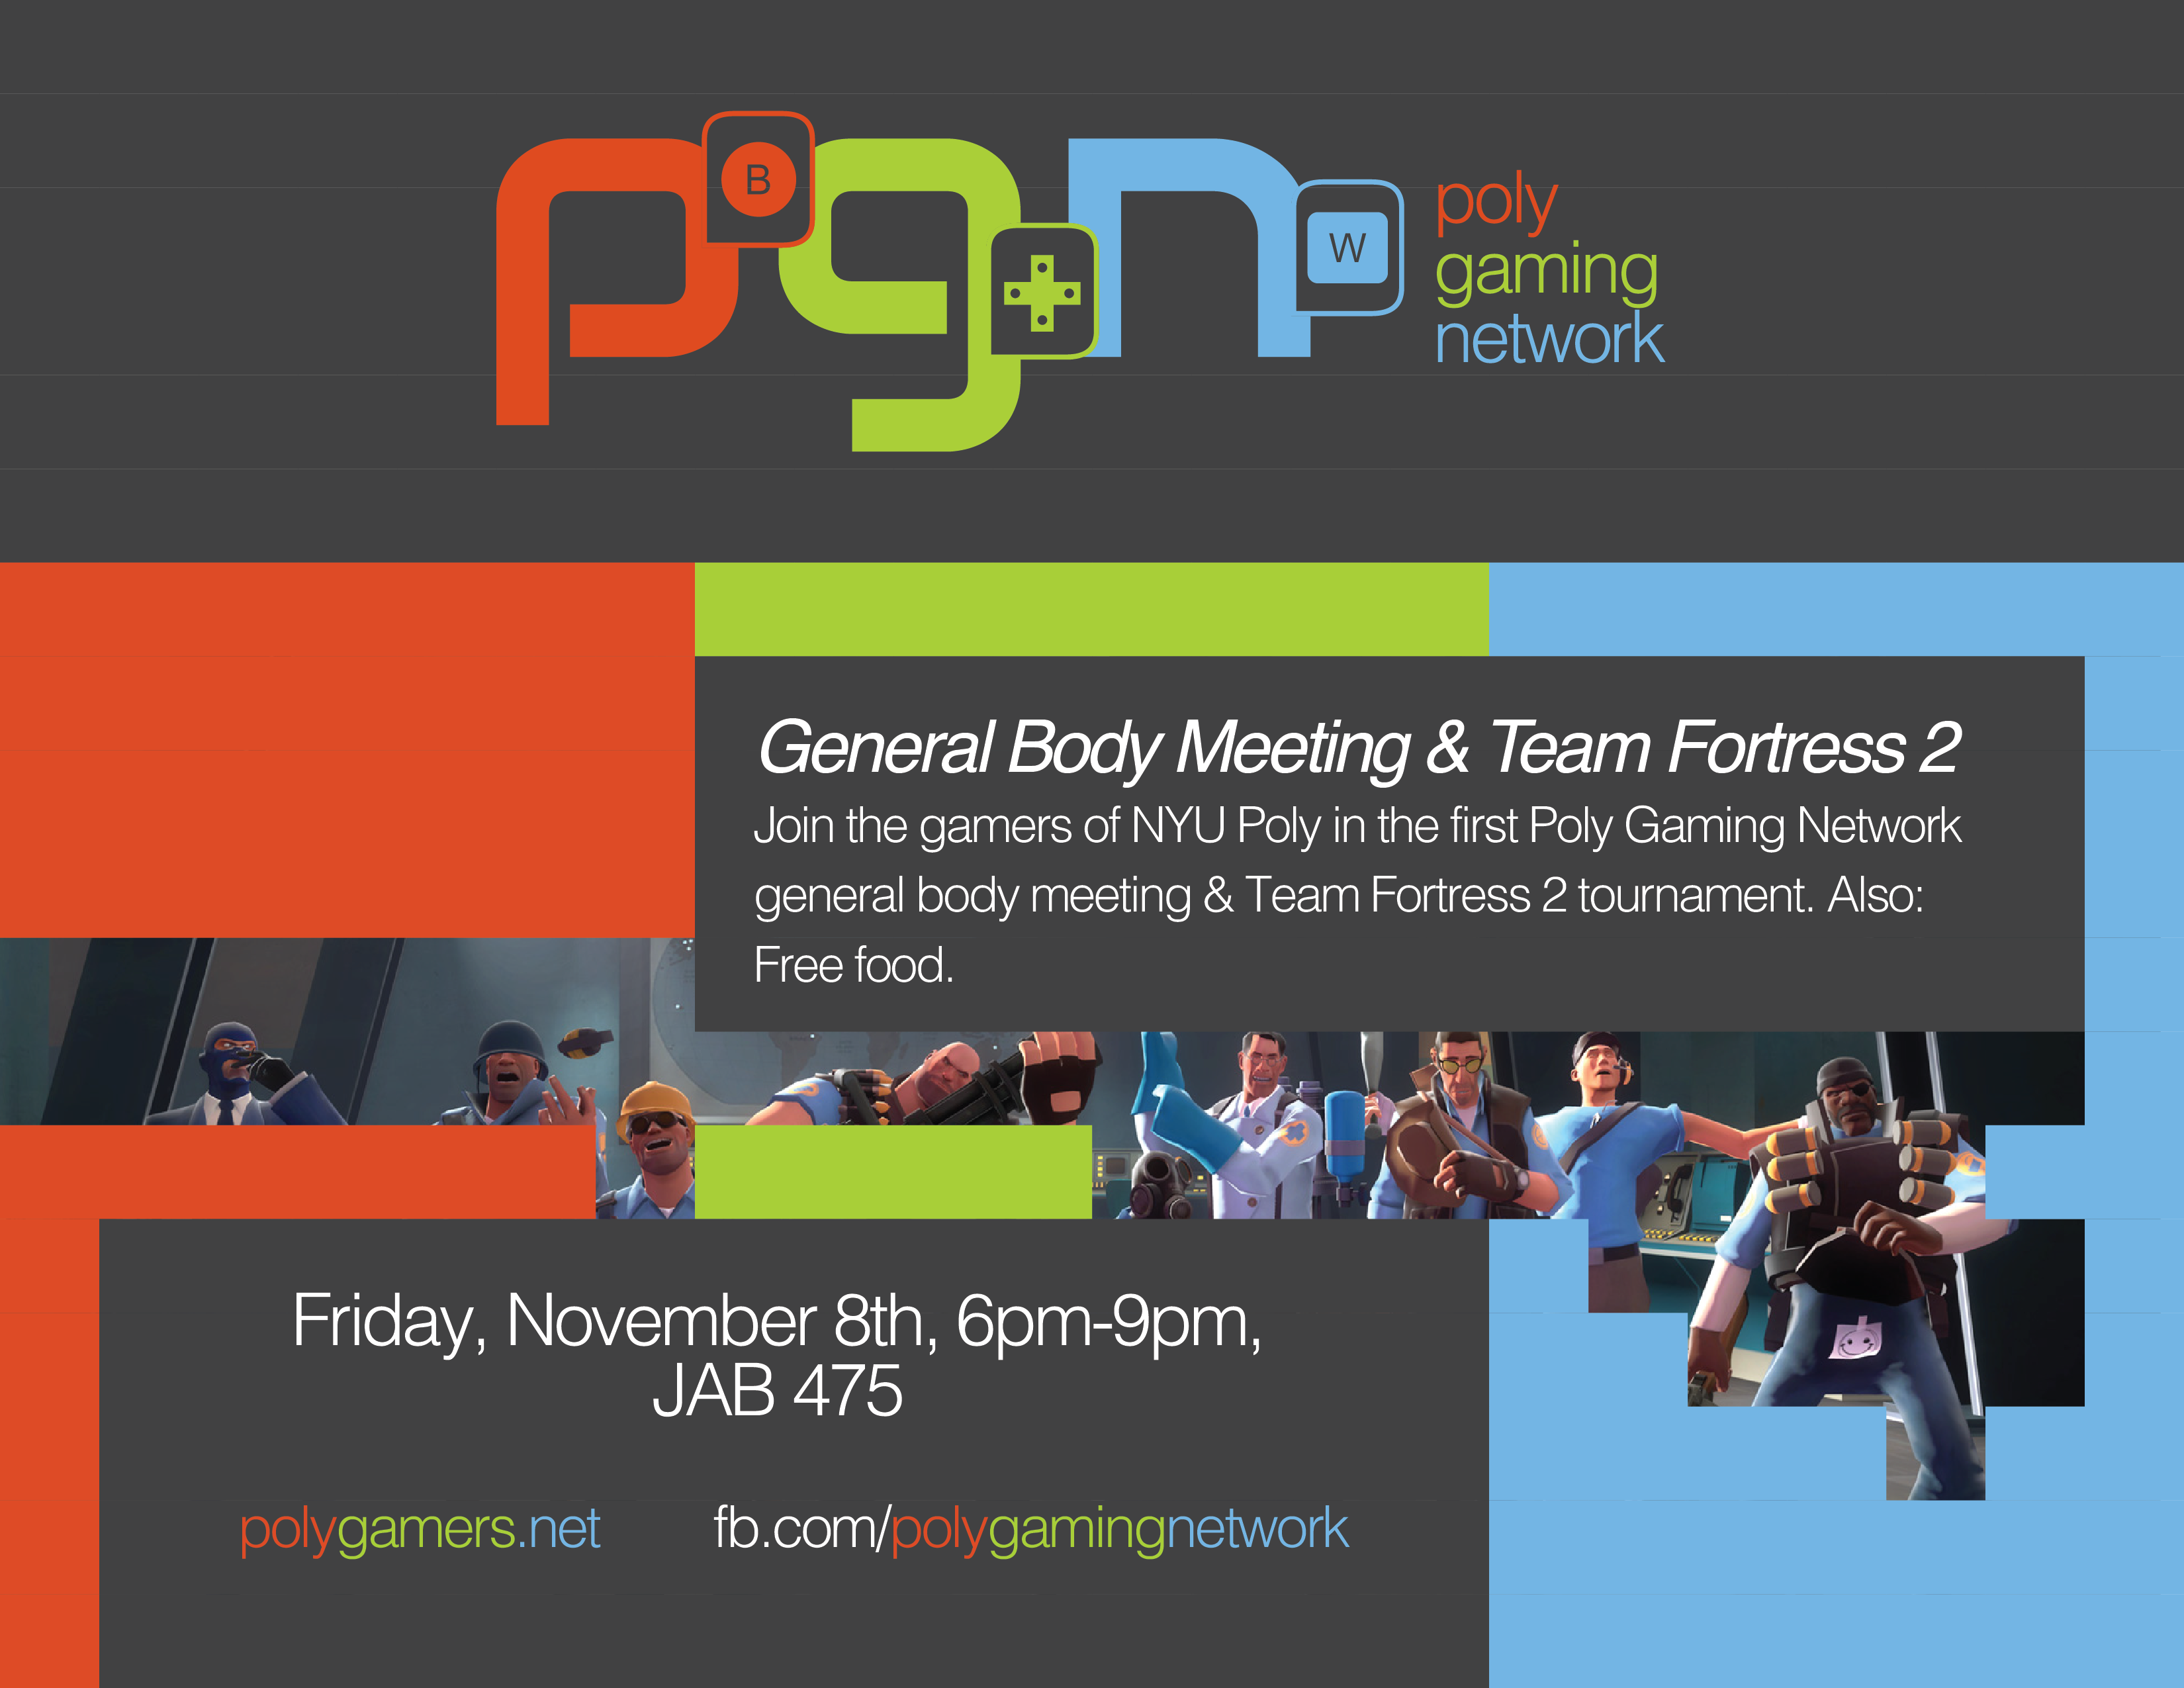 pgn
B
W
poly
gaming
network
General Body Meeting & Team Fortress 2
Join the gamers of NYU Poly in the first Poly Gaming Network
general body meeting & Team Fortress 2 tournament. Also:
Free food.
Friday, November 8th, 6pm-9pm,
JAB 475
polygamers.net
fb.com/polygamingnetwork